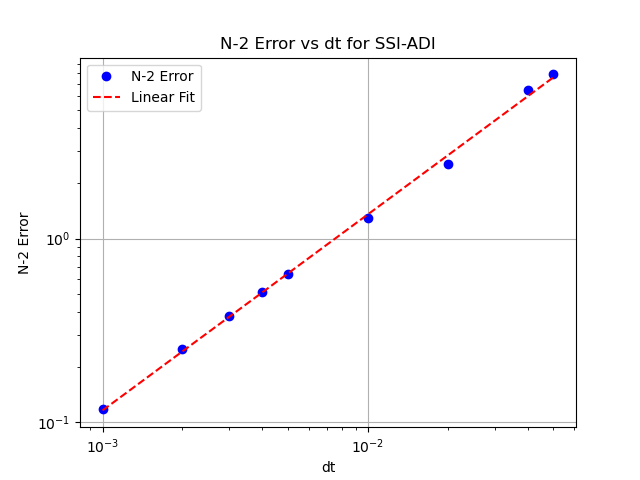 N-2 Error vs dt for SSI-ADI
N-2 Error
Linear Fit
N-2 Error
10⁰
10⁻¹
10⁻³
10⁻²
dt